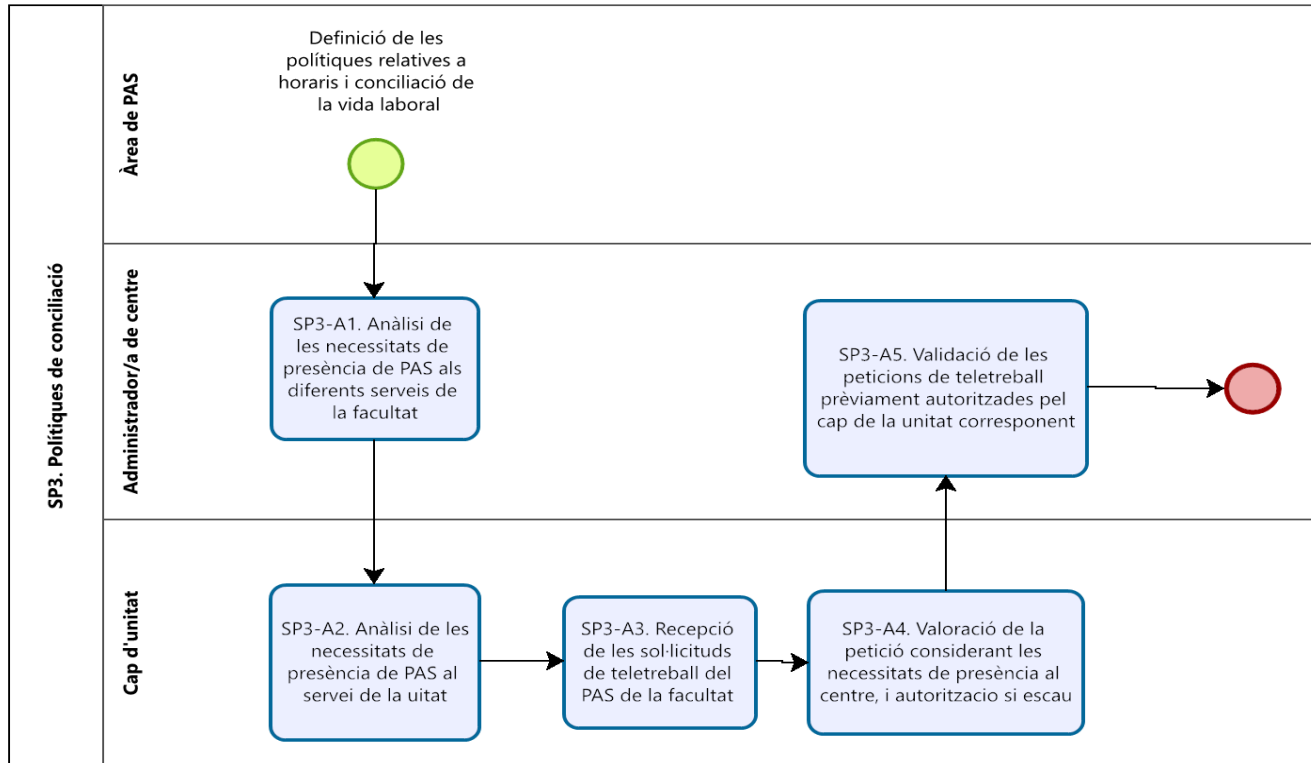 SP3. Polítiques de conciliació
Àrea de PAS
Definició de les
polítiques relatives a
horaris i conciliació de
la vida laboral
Administrador/a de centre
SP3-A1. Anàlisi de
les necessitats de
presència de PAS als
diferents serveis de
la facultat
SP3-A5. Validació de les
peticions de teletreball
prèviament autoritzades pel
cap de la unitat corresponent
Cap d'unitat
SP3-A2. Anàlisi de les
necessitats de
presència de PAS al
servei de la uitat
SP3-A3. Recepció
de les sol·licituds
de teletreball del
PAS de la facultat
SP3-A4. Valoració de la
petició considerant les
necessitats de presència al
centre, i autorització si escau